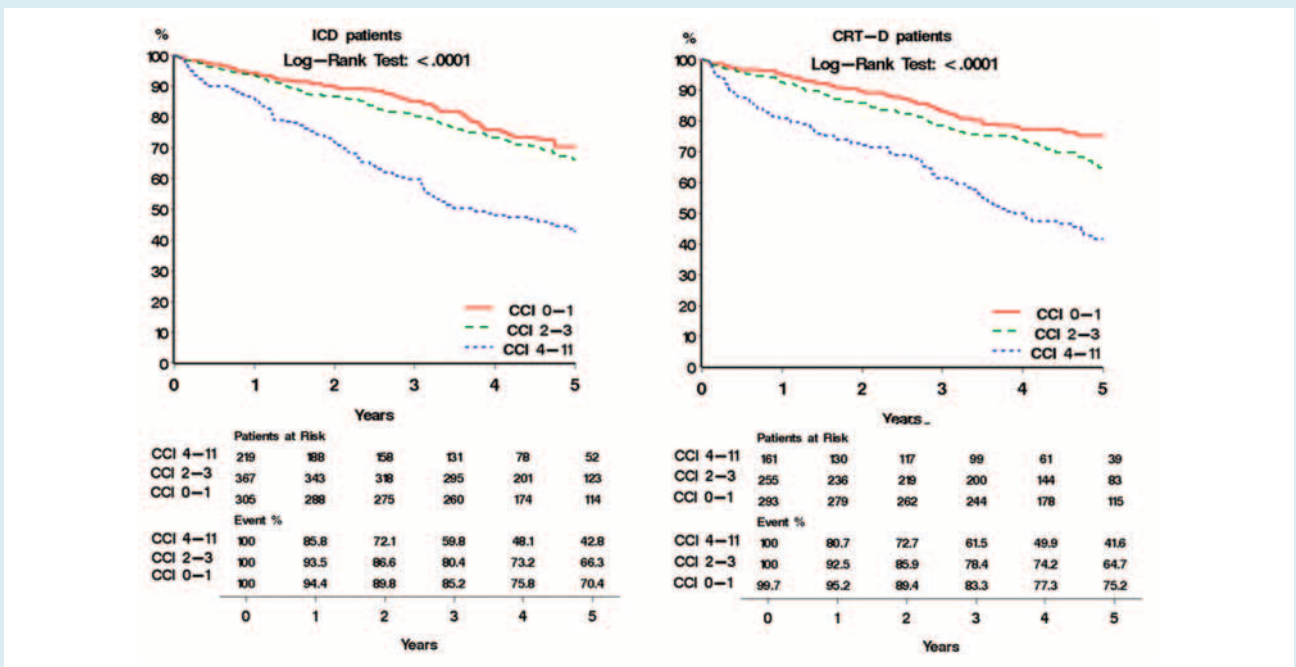 %
ICD patients
Log–Rank Test: <.0001
100
90
80
70
60
50
40
30
20
10
0
0 1 2 3 4 5
Years
CCI 0–1
CCI 2–3
CCI 4–11
Patients at Risk
CCI 4–11 219 188 158 131 78 52
CCI 2–3 367 343 318 295 201 123
CCI 0–1 305 288 275 260 174 114
Event %
CCI 4–11 100 85.8 72.1 59.8 48.1 42.8
CCI 2–3 100 93.5 86.6 80.4 73.2 66.3
CCI 0–1 100 94.4 89.8 85.2 75.8 70.4
0 1 2 3 4 5
Years
%
CRT–D patients
Log–Rank Test: <.0001
100
90
80
70
60
50
40
30
20
10
0
0 1 2 3 4 5
Years
CCI 0–1
CCI 2–3
CCI 4–11
Patients at Risk
CCI 4–11 161 130 117 99 61 39
CCI 2–3 255 236 219 200 144 83
CCI 0–1 293 279 262 244 178 115
Event %
CCI 4–11 100 80.7 72.7 61.5 49.9 41.6
CCI 2–3 100 92.5 85.9 78.4 74.2 64.7
CCI 0–1 99.7 95.2 89.4 83.3 77.3 75.2
0 1 2 3 4 5
Years